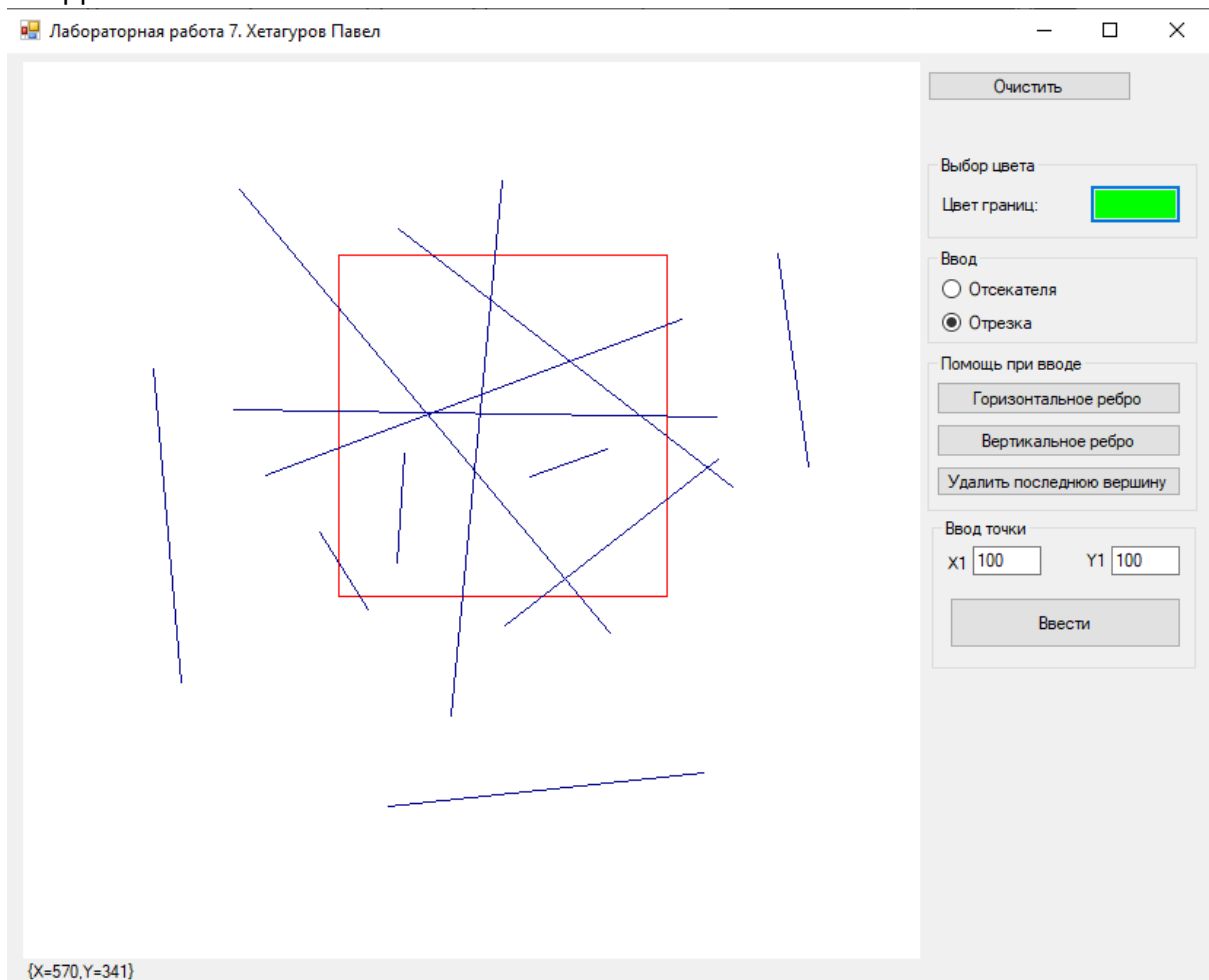 Лабораторная работа 7. Хетагуров Павел
Очистить
Выбор цвета
Цвет границ:
Ввод
Отсекателя
Отрезка
Помощь при вводе
Горизонтальное ребро
Вертикальное ребро
Удалить последнюю вершину
Ввод точки
X1 100 Y1 100
Ввести
{X=570,Y=341}